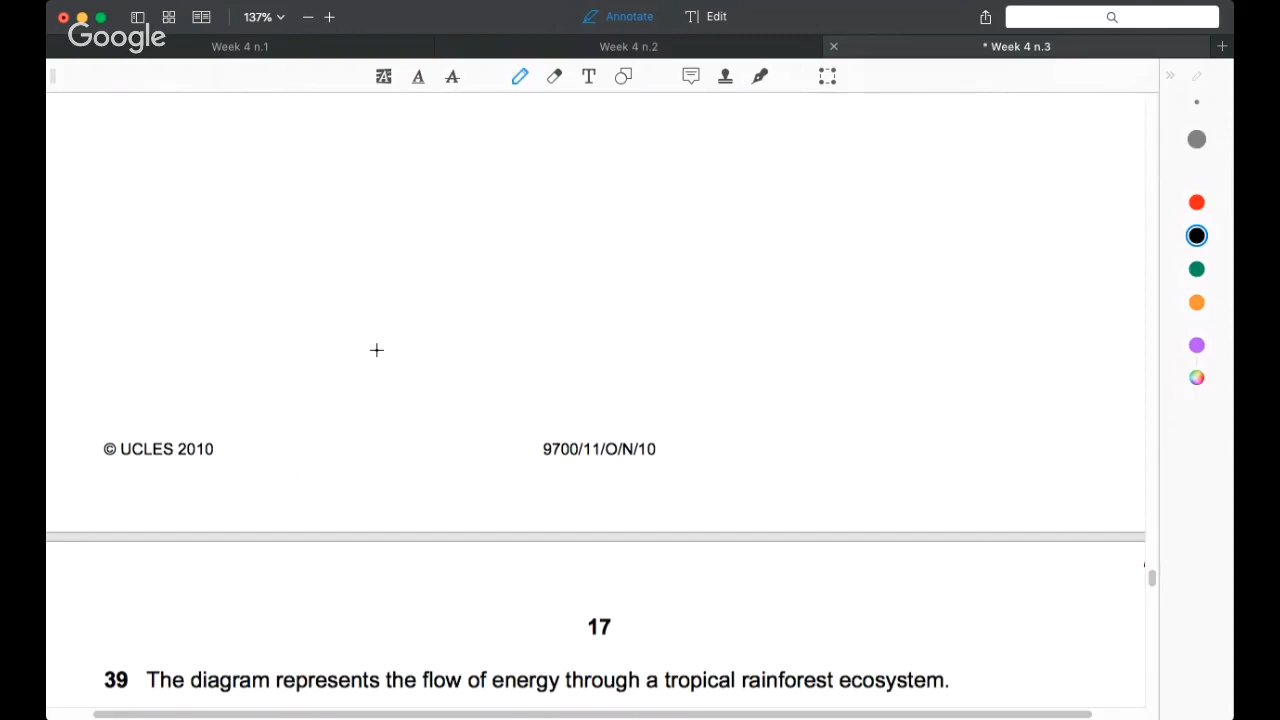 137%
Annotate
T| Edit
Google
Week 4 n.1
Week 4 n.2
* Week 4 n.3
A A A T
© UCLES 2010
9700/11/O/N/10
17
39 The diagram represents the flow of energy through a tropical rainforest ecosystem.